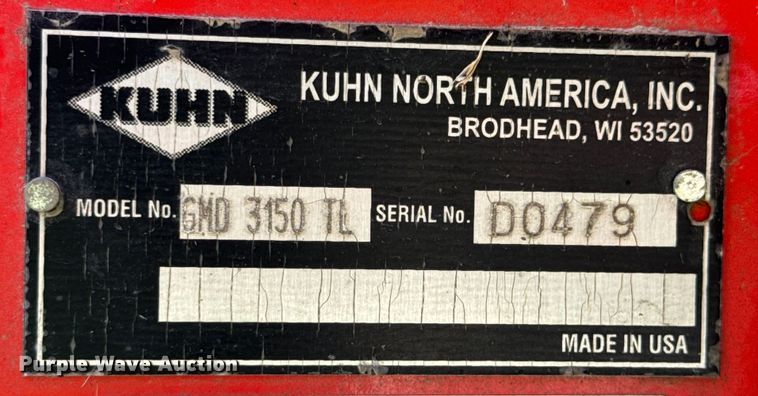 KUHN
KUHN NORTH AMERICA, INC.
BRODHEAD, WI 53520
MODEL No. GMD 3150 TL SERIAL No. D0479
MADE IN USA
Purple Wave Auction